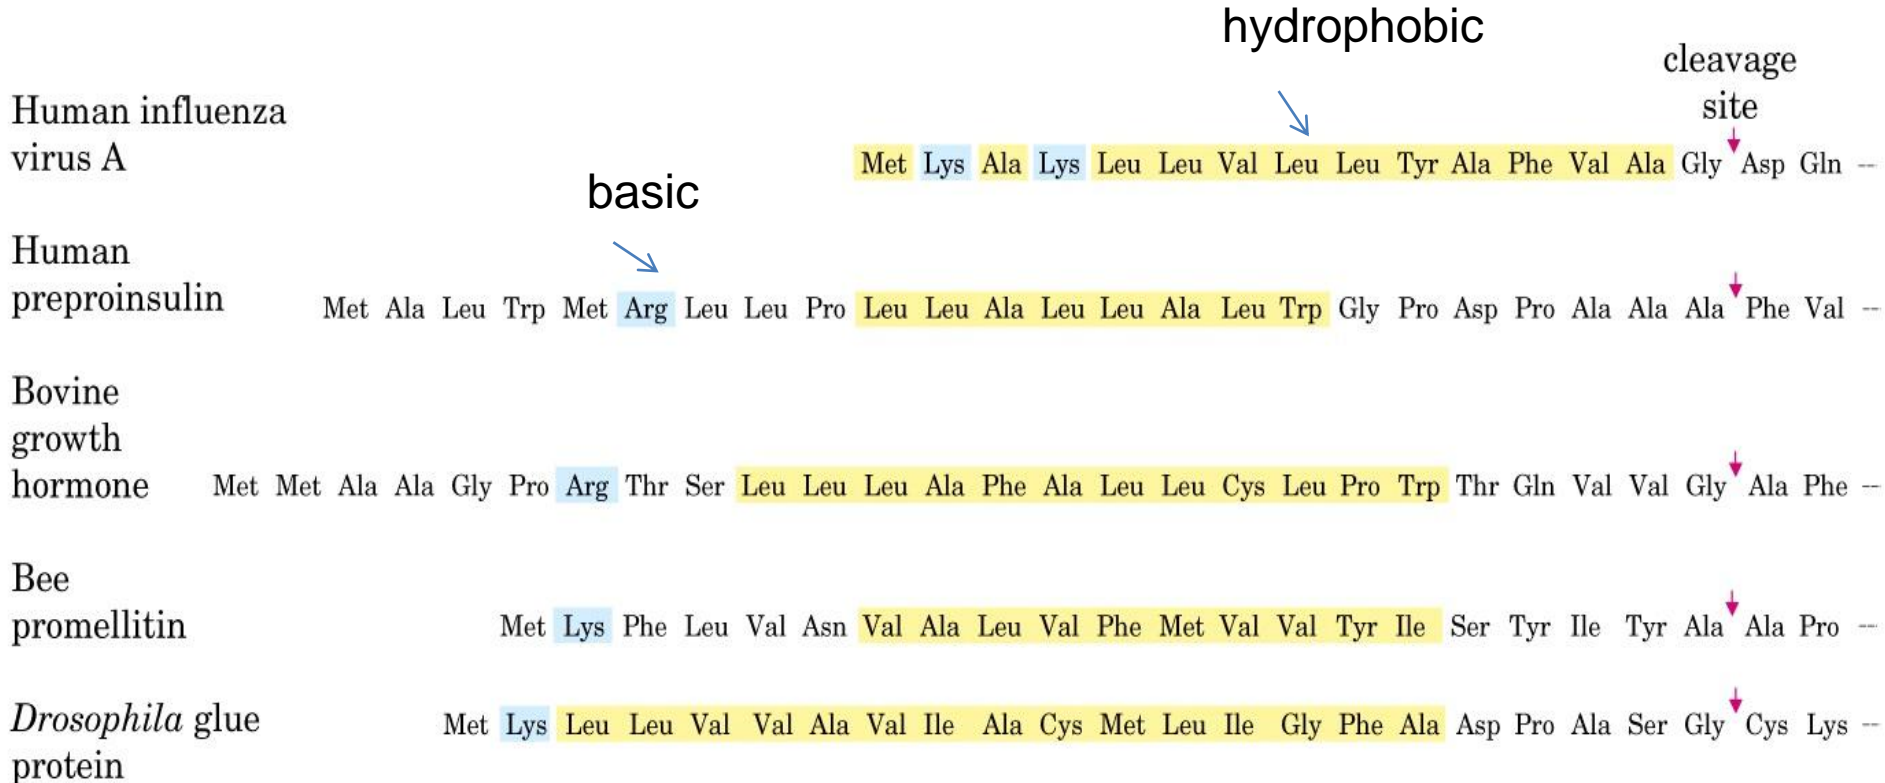 hydrophobic
cleavage
site
Human influenza
virus A
Met Lys Ala Lys Leu Leu Val Leu Leu Tyr Ala Phe Val Ala Gly Asp Gln --
basic
Human
preproinsulin
Met Ala Leu Trp Met Arg Leu Leu Pro Leu Leu Ala Leu Leu Ala Leu Trp Gly Pro Asp Pro Ala Ala Ala Phe Val --
Bovine
growth
hormone
Met Met Ala Ala Gly Pro Arg Thr Ser Leu Leu Leu Ala Phe Ala Leu Leu Cys Leu Pro Trp Thr Gln Val Val Gly Ala Phe --
Bee
promellitin
Met Lys Phe Leu Val Asn Val Ala Leu Val Phe Met Val Val Tyr Ile Ser Tyr Ile Tyr Ala Ala Pro --
Drosophila glue
protein
Met Lys Leu Leu Val Val Ala Val Ile Ala Cys Met Leu Ile Gly Phe Ala Asp Pro Ala Ser Gly Cys Lys --